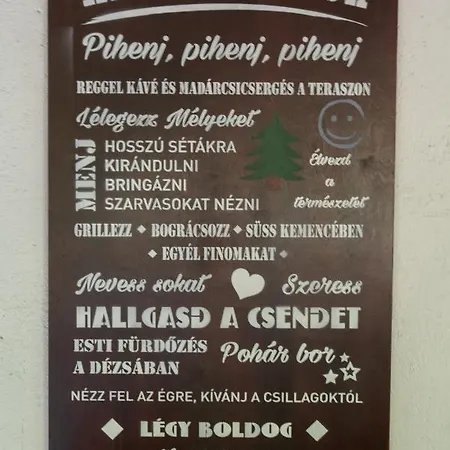 Pihenj, pihenj, pihenj
REGGEL KÁVÉ ÉS MADÁRCSICSERGÉS A TERASZON
Lélegezz Mélyeket
MENJ
HOSSZÚ SÉTÁKRA
KIRÁNDULNI
BRINGÁZNI
SZARVASOKAT NÉZNI
Élvezd
a
természetet
GRILLEZZ ◆ BOGRÁCSOZZ ◆ SÜSS KEMENCÉBEN
◆ EGYÉL FINOMAKAT ◆
Nevess sokat
Szeress
HALLGASD A CSENDET
ESTI FÜRDŐZÉS
A DÉZSÁBAN
Pohár bor
NÉZZ FEL AZ ÉGRE, KÍVÁNJ A CSILLAGOKTÓL
◆ LÉGY BOLDOG ◆